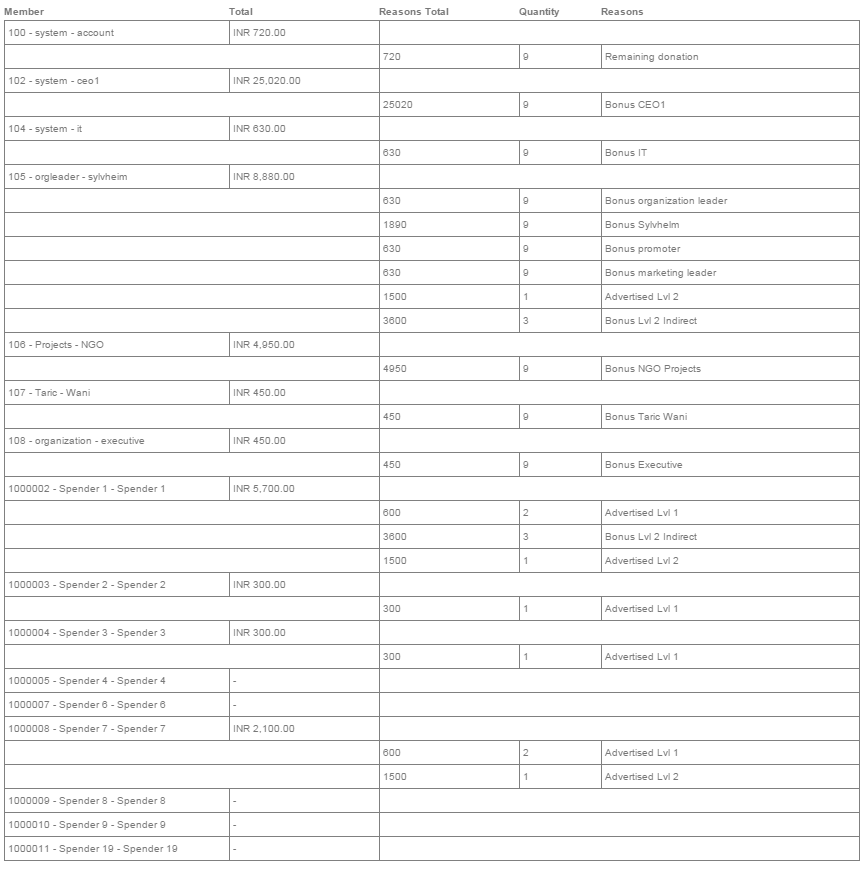 Member Total Reasons Total Quantity Reasons
100 - system - account INR 720.00
720 9 Remaining donation
102 - system - ceo1 INR 25,020.00
25020 9 Bonus CEO1
104 - system - it INR 630.00
630 9 Bonus IT
105 - orgleader - sylvheim INR 8,880.00
630 9 Bonus organization leader
1890 9 Bonus Sylvhelm
630 9 Bonus promoter
630 9 Bonus marketing leader
1500 1 Advertised Lvl 2
3600 3 Bonus Lvl 2 Indirect
106 - Projects - NGO INR 4,950.00
4950 9 Bonus NGO Projects
107 - Taric - Wani INR 450.00
450 9 Bonus Taric Wani
108 - organization - executive INR 450.00
450 9 Bonus Executive
1000002 - Spender 1 - Spender 1 INR 5,700.00
600 2 Advertised Lvl 1
3600 3 Bonus Lvl 2 Indirect
1500 1 Advertised Lvl 2
1000003 - Spender 2 - Spender 2 INR 300.00
300 1 Advertised Lvl 1
1000004 - Spender 3 - Spender 3 INR 300.00
300 1 Advertised Lvl 1
1000005 - Spender 4 - Spender 4 -
1000007 - Spender 6 - Spender 6 -
1000008 - Spender 7 - Spender 7 INR 2,100.00
600 2 Advertised Lvl 1
1500 1 Advertised Lvl 2
1000009 - Spender 8 - Spender 8 -
1000010 - Spender 9 - Spender 9 -
1000011 - Spender 19 - Spender 19 -